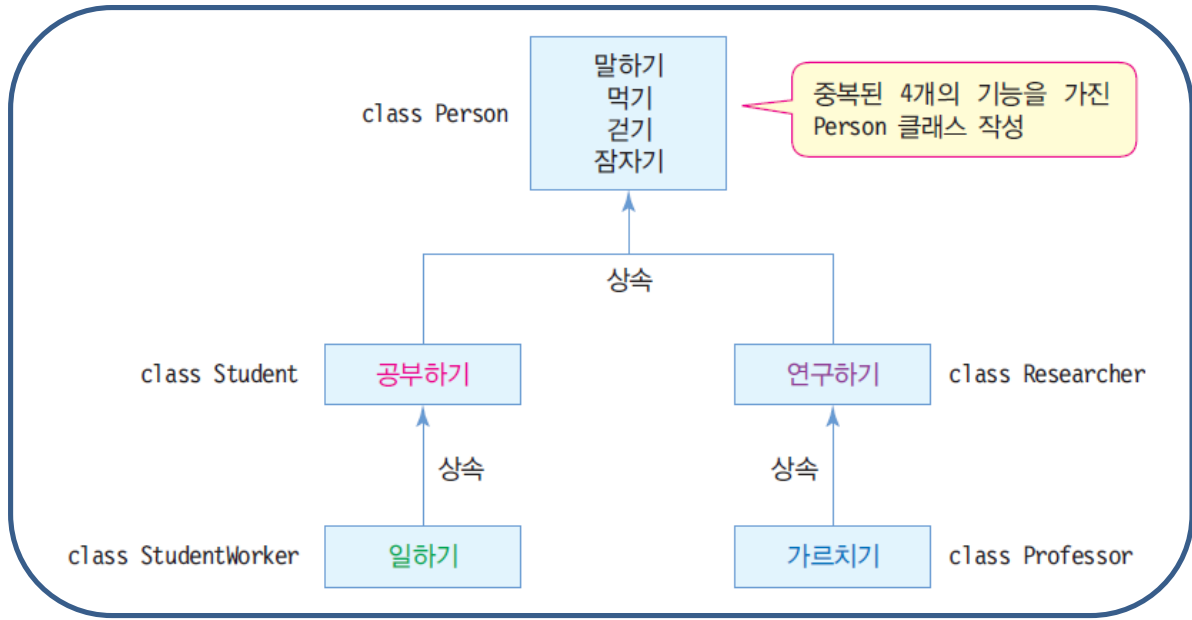 말하기
먹기
걷기
잠자기
class Person
중복된 4개의 기능을 가진
Person 클래스 작성
상속
class Student
공부하기
연구하기
class Researcher
상속
상속
class StudentWorker
일하기
가르치기
class Professor